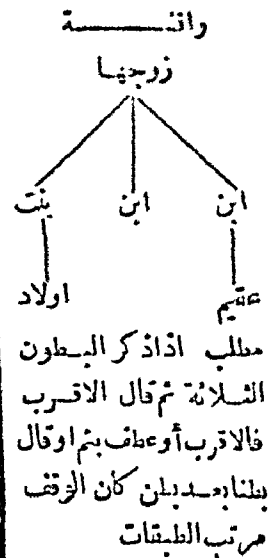 واقفة
زوجها
ابن ابن بنت
عقيم اولاد
مطلب اذا ذكر البطون
الثلاثة ثم قال الاقرب
فالاقرب أو عطف بثم او قال
بطنا بعد بطن كان الوقف
مرتب الطبقات